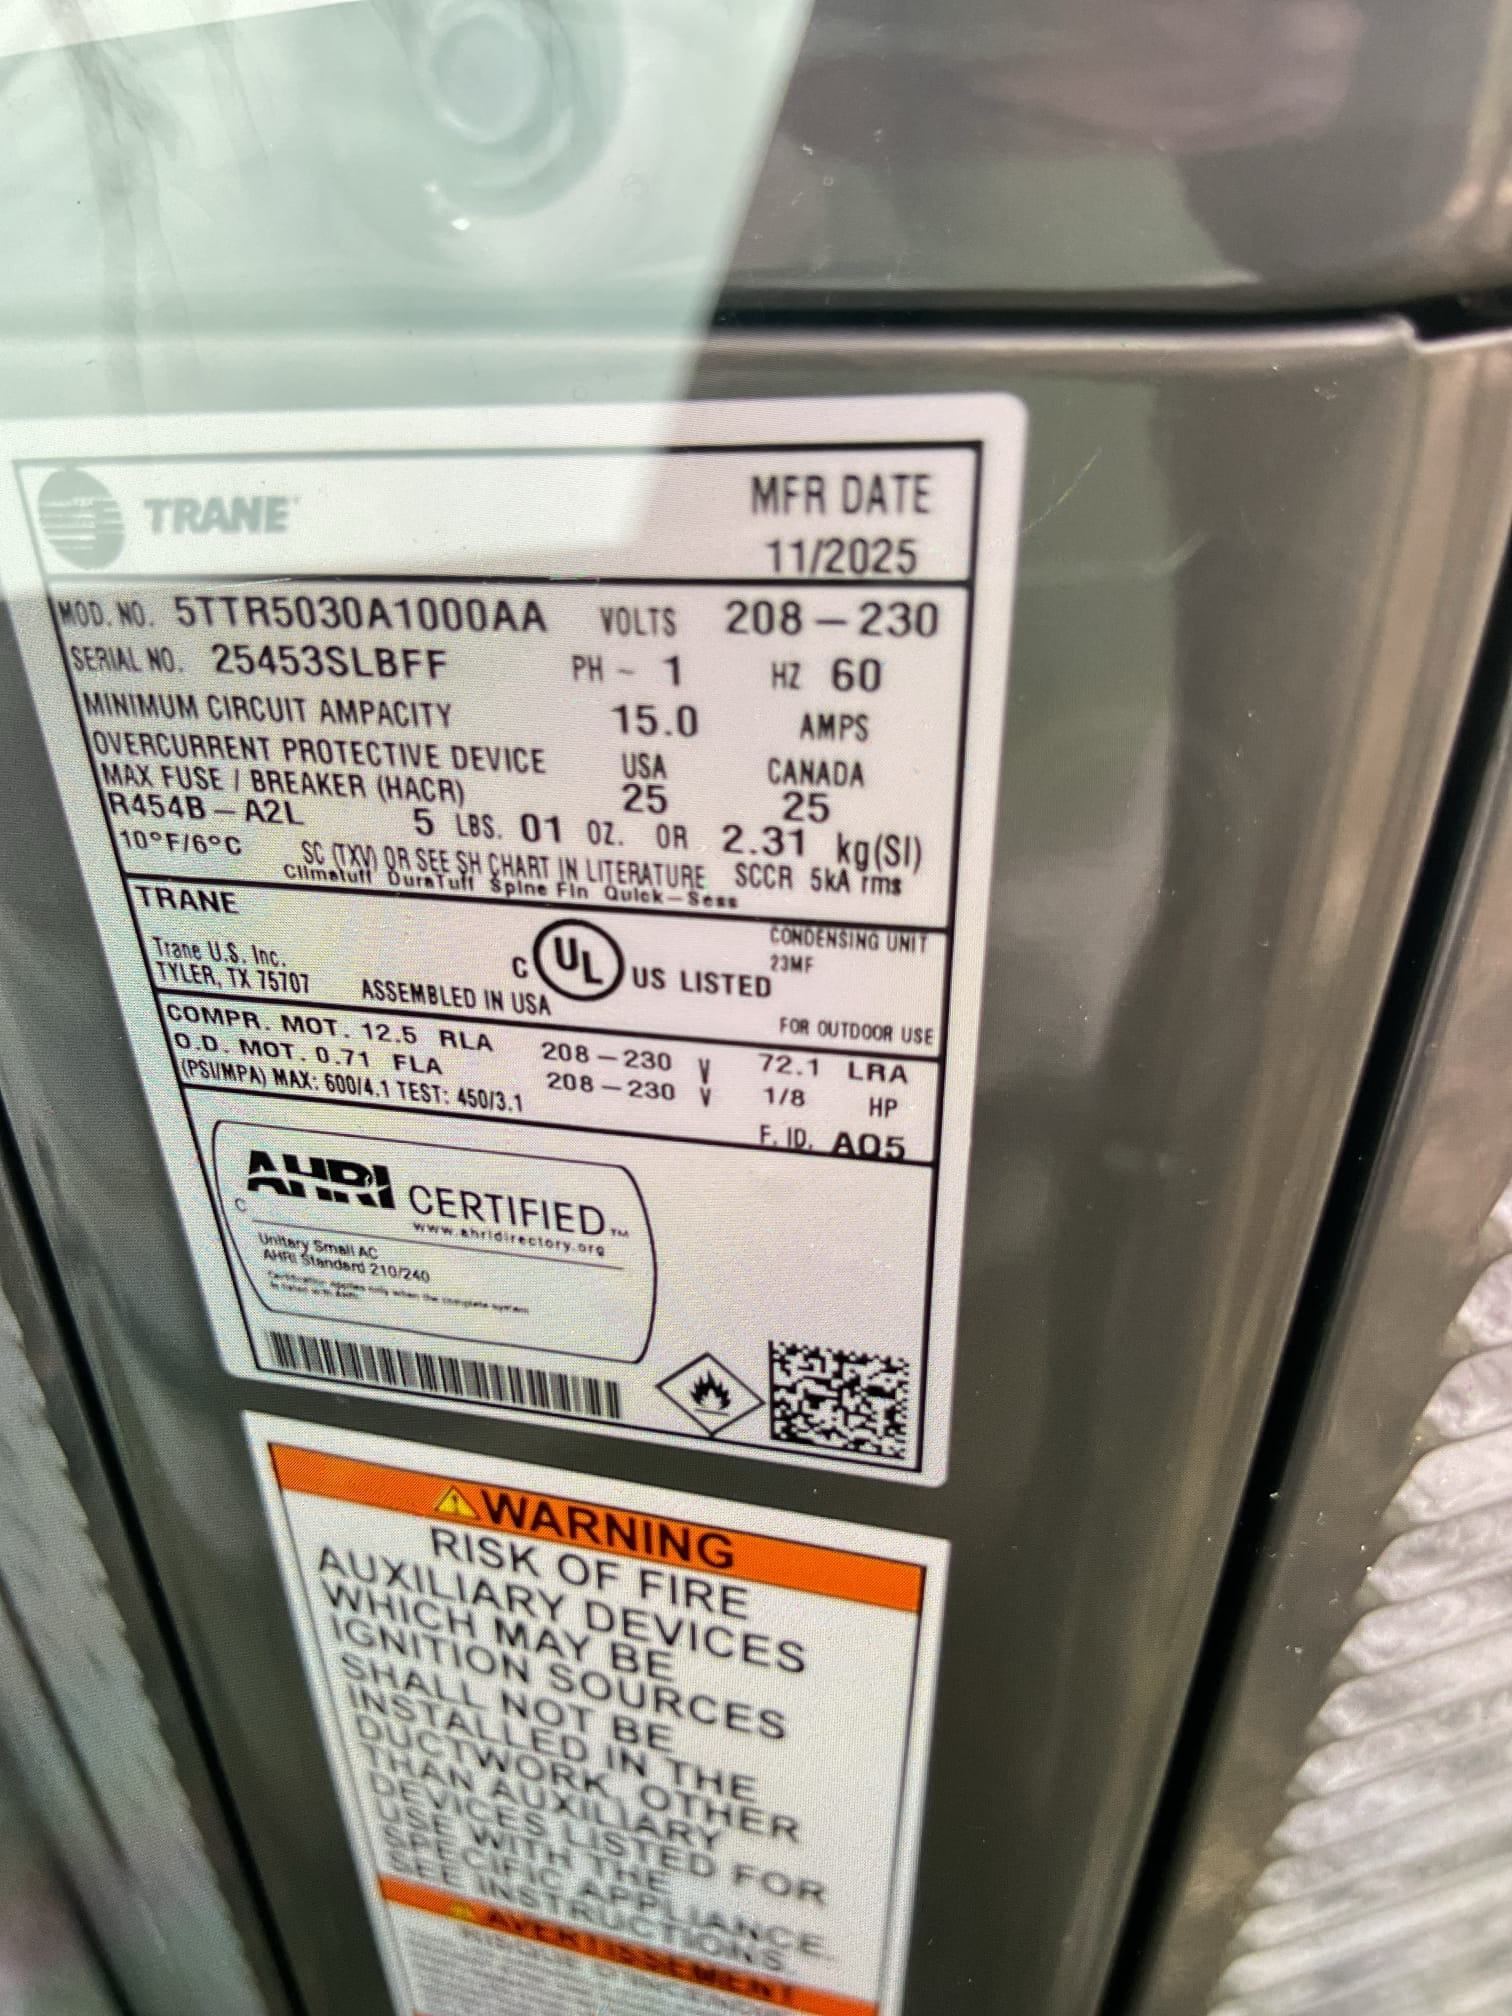 TRANE
MFR DATE
11/2025
MOD. NO. 5TTR5030A1000AA VOLTS 208-230
SERIAL NO. 25453SLBFF PH ~ 1 HZ 60
MINIMUM CIRCUIT AMPACITY 15.0 AMPS
OVERCURRENT PROTECTIVE DEVICE USA CANADA
MAX FUSE / BREAKER (HACR) 25 25
R454B - A2L 5 LBS. 01 OZ. OR 2.31 kg(SI)
10°F/6°C SC (TXV) OR SEE SH CHART IN LITERATURE SCCR 5kA rms
Climatuff DuraTuff Spine Fin Quick-Sess
TRANE
Trane U.S. Inc.
TYLER, TX 75707 ASSEMBLED IN USA
C UL US LISTED
CONDENSING UNIT
23MF
FOR OUTDOOR USE
COMPR. MOT. 12.5 RLA 208-230 V 72.1 LRA
O.D. MOT. 0.71 FLA 208-230 V 1/8 HP
(PSI/MPA) MAX: 600/4.1 TEST: 450/3.1 F. ID. A05
AHRI CERTIFIED™
www.ahridirectory.org
C
Unitary Small AC
AHRI Standard 210/240
Certification applies only when the complete system
WARNING
RISK OF FIRE
AUXILIARY DEVICES
WHICH MAY BE
IGNITION SOURCES
SHALL NOT BE
INSTALLED IN THE
DUCTWORK, OTHER
THAN AUXILIARY
DEVICES LISTED FOR
USE WITH THE
SPECIFIC APPLIANCE.
SEE INSTRUCTIONS
AVERTISSEMENT